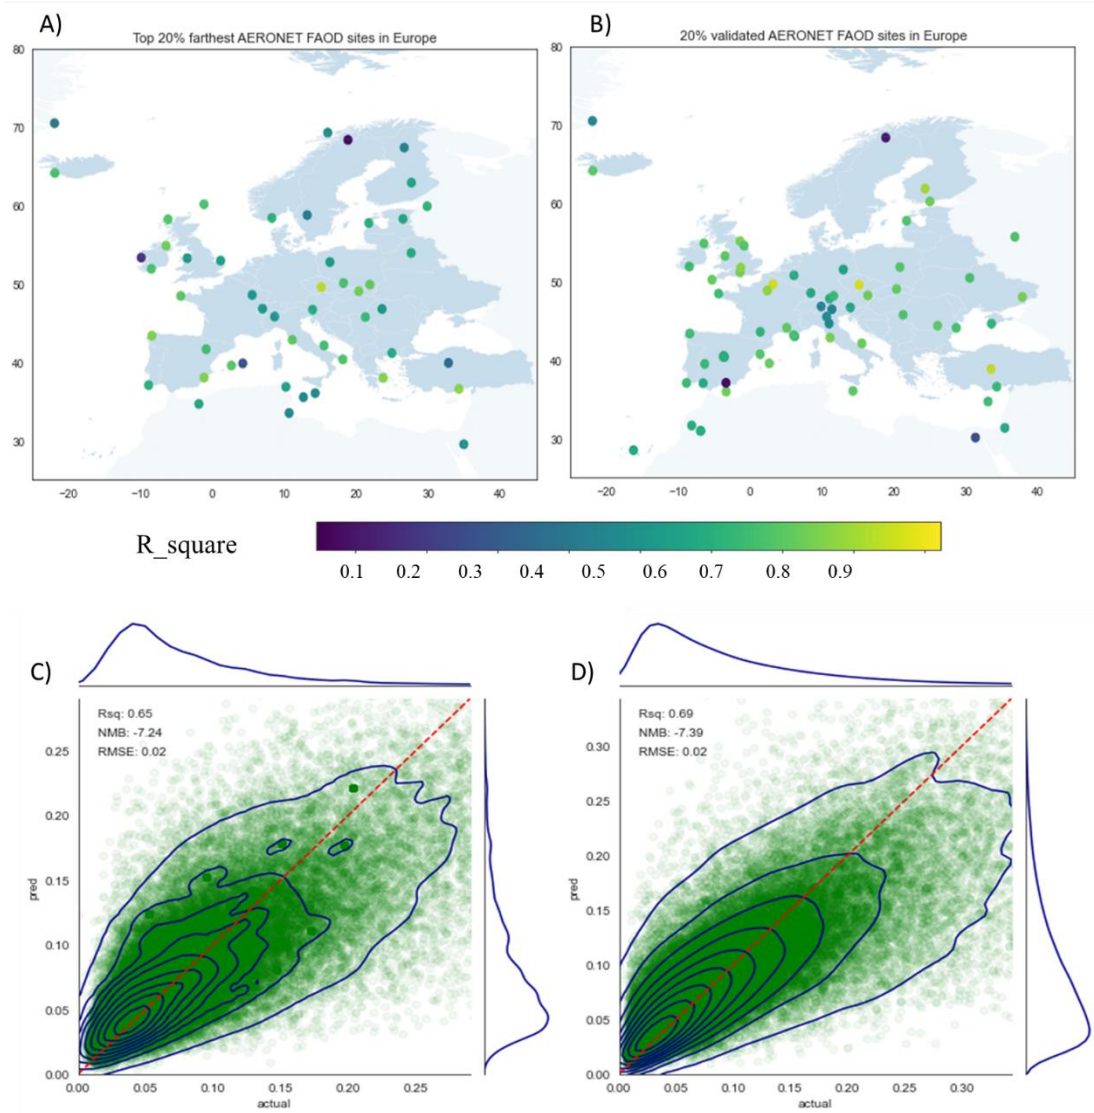 A)
Top 20% farthest AERONET FAOD sites in Europe
80
70
60
50
40
30
−20 −10 0 10 20 30 40
B)
20% validated AERONET FAOD sites in Europe
80
70
60
50
40
30
−20 −10 0 10 20 30 40
R_square
0.1 0.2 0.3 0.4 0.5 0.6 0.7 0.8 0.9
C)
Rsq: 0.65
NMB: -7.24
RMSE: 0.02
0.25
0.20
0.15
0.10
0.05
0.00
pred
0.00 0.05 0.10 0.15 0.20 0.25
actual
D)
Rsq: 0.69
NMB: -7.39
RMSE: 0.02
0.30
0.25
0.20
0.15
0.10
0.05
0.00
pred
0.00 0.05 0.10 0.15 0.20 0.25 0.30
actual